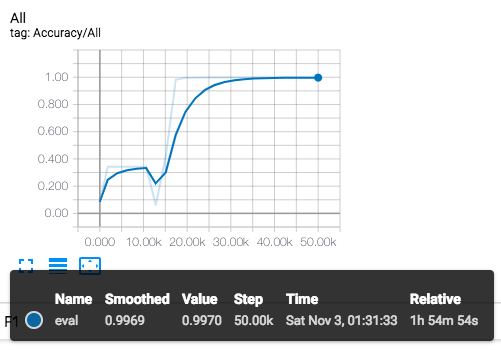 All
tag: Accuracy/All
1.00
0.800
0.600
0.400
0.200
0.00
0.000 10.00k 20.00k 30.00k 40.00k 50.00k
Name Smoothed Value Step Time Relative
F1 eval 0.9969 0.9970 50.00k Sat Nov 3, 01:31:33 1h 54m 54s